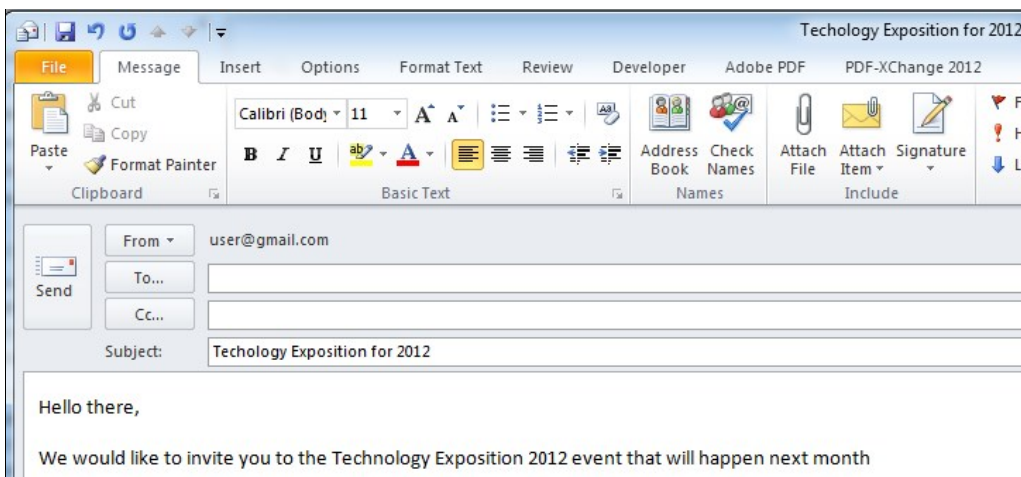 Techology Exposition for 2012
File Message Insert Options Format Text Review Developer Adobe PDF PDF-XChange 2012
Cut
Copy
Paste
Format Painter
Clipboard
Calibri (Body 11
B I U
Basic Text
Address Book
Check Names
Names
Attach File
Attach Item
Signature
Include
F
H
L
Send
From user@gmail.com
To...
Cc...
Subject: Techology Exposition for 2012
Hello there,
We would like to invite you to the Technology Exposition 2012 event that will happen next month